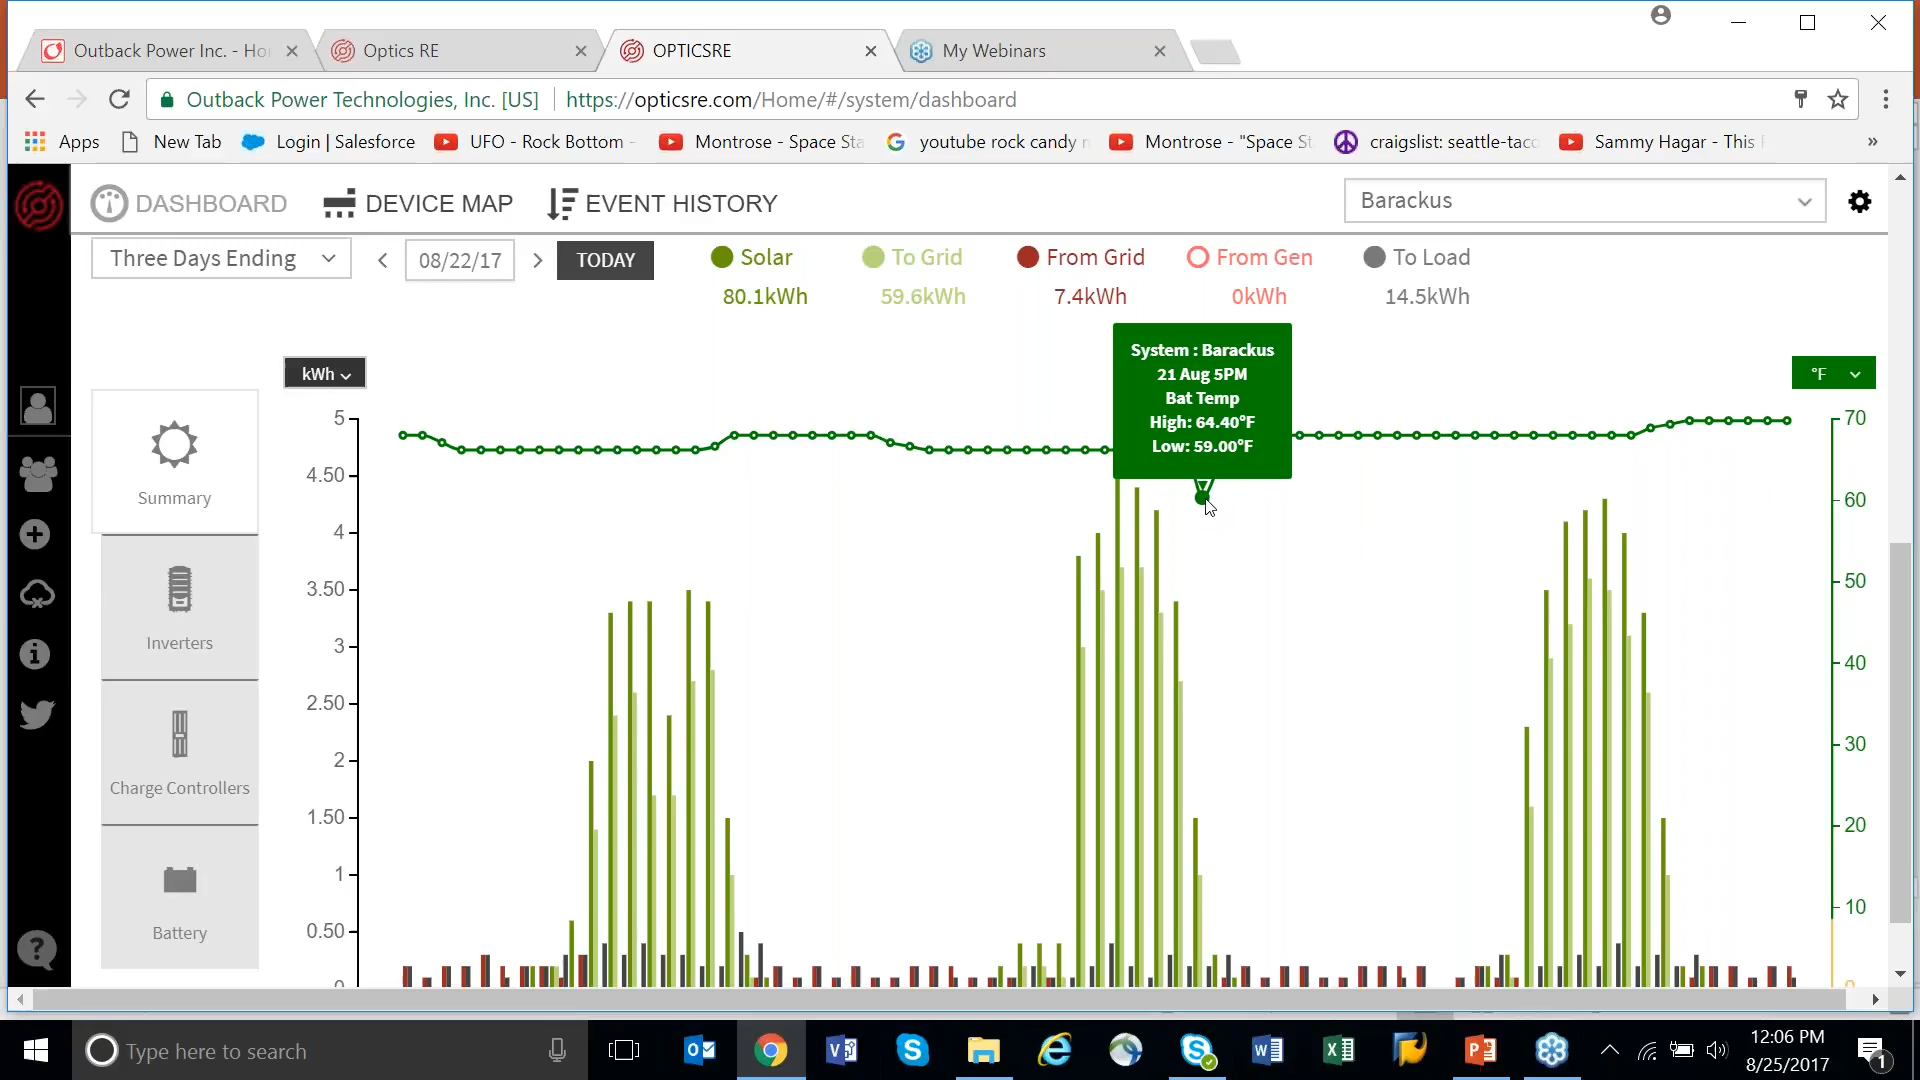 Outback Power Inc. - Ho
Optics RE
OPTICSRE
My Webinars
Outback Power Technologies, Inc. [US]
https://opticsre.com/Home/#/system/dashboard
Apps
New Tab
Login | Salesforce
UFO - Rock Bottom -
Montrose - Space Sta
youtube rock candy
Montrose - "Space St
craigslist: seattle-taco
Sammy Hagar - This
»
DASHBOARD
DEVICE MAP
EVENT HISTORY
Barackus
Three Days Ending
08/22/17
TODAY
Solar
To Grid
From Grid
From Gen
To Load
80.1kWh
59.6kWh
7.4kWh
0kWh
14.5kWh
System : Barackus
21 Aug 5PM
Bat Temp
High: 64.40°F
Low: 59.00°F
kWh
°F
5
4.50
4
3.50
3
2.50
2
1.50
1
0.50
0
70
60
50
40
30
20
10
0
Summary
Inverters
Charge Controllers
Battery
Type here to search
12:06 PM
8/25/2017
1